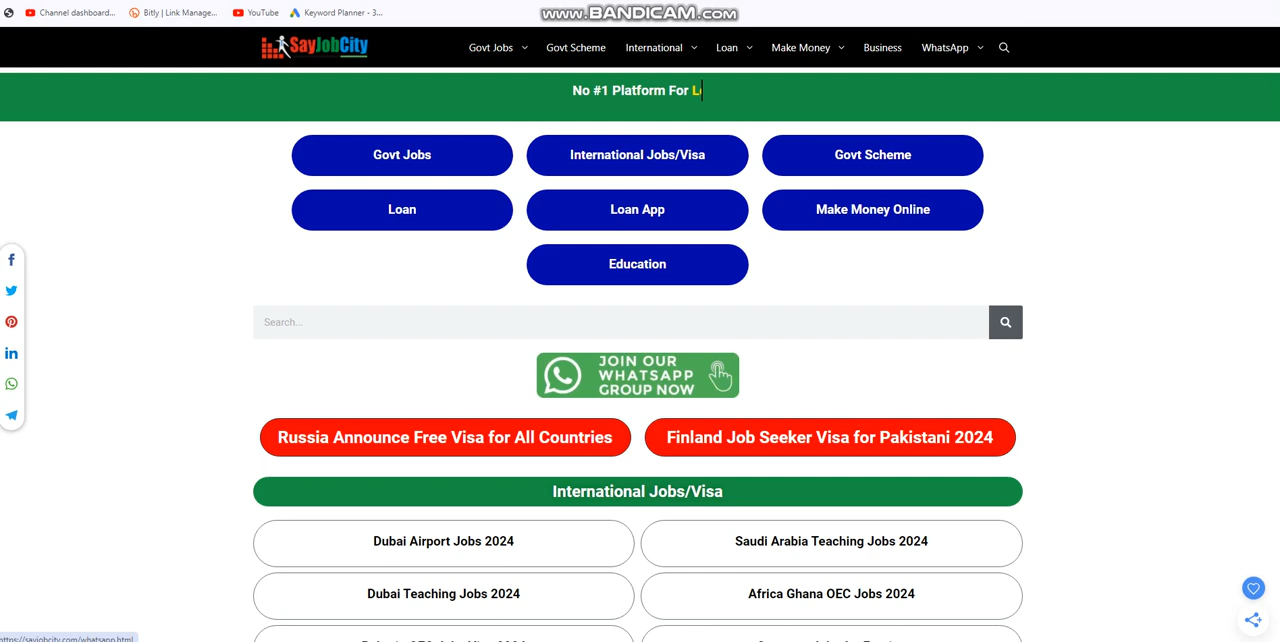 Channel dashboard...
Bitly | Link Manage...
YouTube
Keyword Planner - 3...
www.BANDICAM.com
SayJobCity
Govt Jobs
Govt Scheme
International
Loan
Make Money
Business
WhatsApp
No #1 Platform For Lo
Govt Jobs
International Jobs/Visa
Govt Scheme
Loan
Loan App
Make Money Online
Education
Search...
JOIN OUR
WHATSAPP
GROUP NOW
Russia Announce Free Visa for All Countries
Finland Job Seeker Visa for Pakistani 2024
International Jobs/Visa
Dubai Airport Jobs 2024
Saudi Arabia Teaching Jobs 2024
Dubai Teaching Jobs 2024
Africa Ghana OEC Jobs 2024
https://sayjobcity.com/whatsapp.html